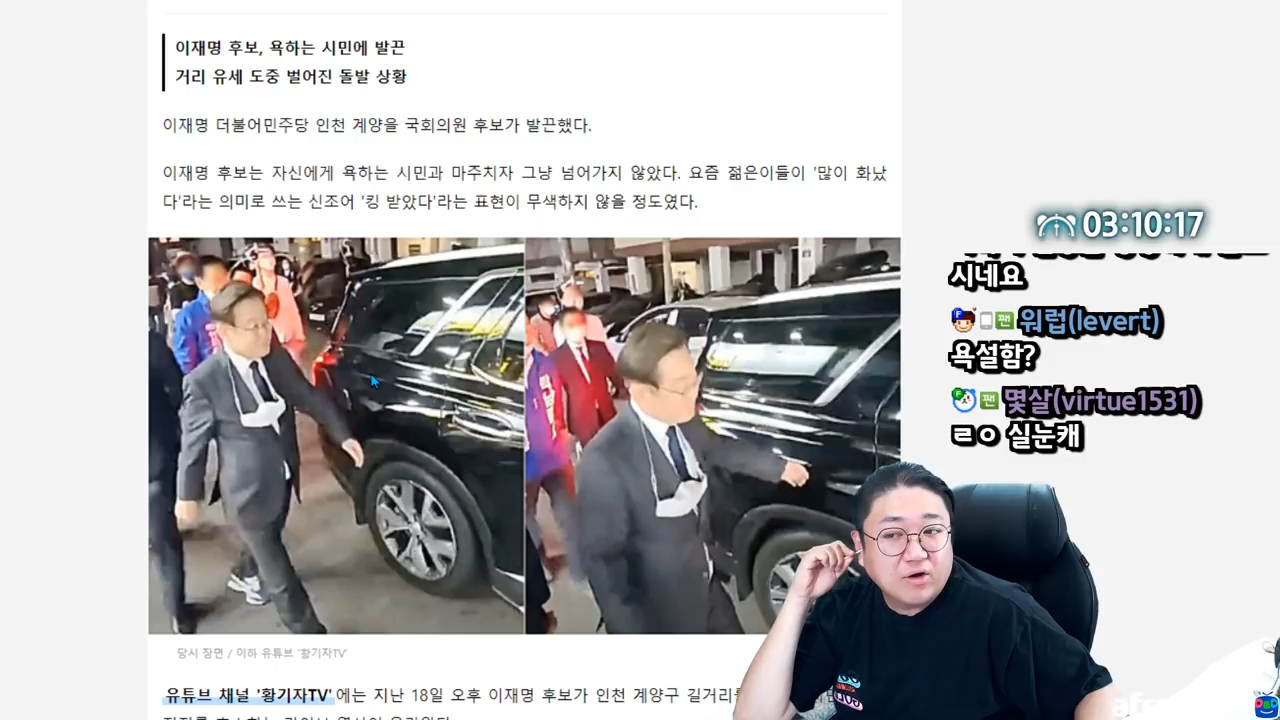 이재명 후보, 욕하는 시민에 발끈
거리 유세 도중 벌어진 돌발 상황
이재명 더불어민주당 인천 계양을 국회의원 후보가 발끈했다.
이재명 후보는 자신에게 욕하는 시민과 마주치자 그냥 넘어가지 않았다. 요즘 젊은이들이 '많이 화났
다'라는 의미로 쓰는 신조어 '킹 받았다'라는 표현이 무색하지 않을 정도였다.
당시 장면 / 이하 유튜브 '황기자TV'
유튜브 채널 '황기자TV'에는 지난 18일 오후 이재명 후보가 인천 계양구 길거리
03:10:17
시네요
팬 워럽(levert)
욕설함?
팬 몇살(virtue1531)
ㄹㅇ 실눈캐